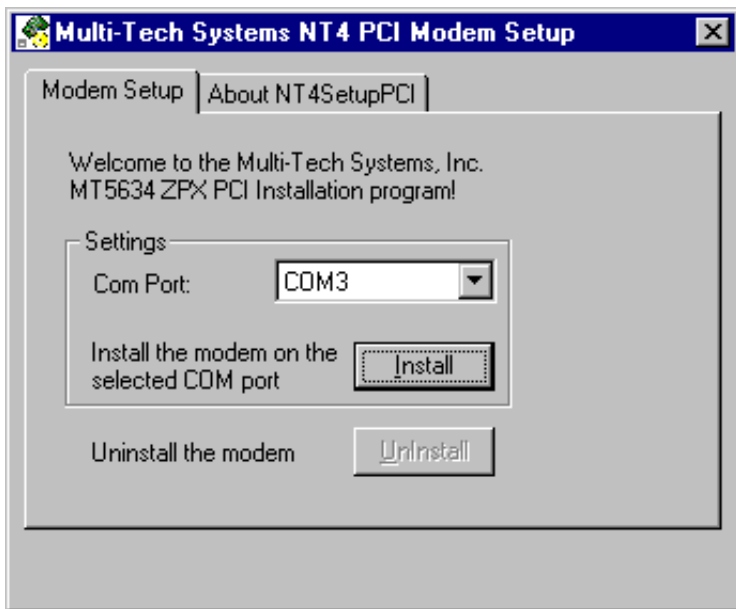 Multi-Tech Systems NT4 PCI Modem Setup
Modem Setup
About NT4SetupPCI
Welcome to the Multi-Tech Systems, Inc.
MT5634 ZPX PCI Installation program!
Settings
Com Port:
COM3
Install the modem on the
selected COM port
Install
Uninstall the modem
UnInstall